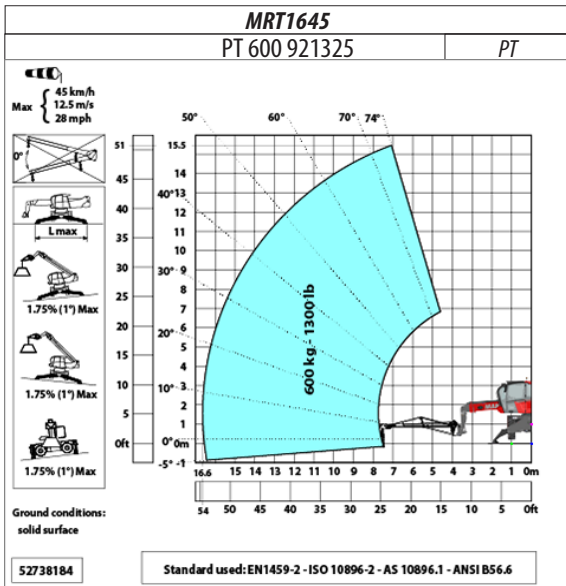 MRT1645
PT 600 921325
PT
Max
45 km/h
12.5 m/s
28 mph
0°
L max
1.75% (1°) Max
1.75% (1°) Max
1.75% (1°) Max
Ground conditions:
solid surface
52738184
51
45
40
35
30
25
20
15
10
5
0ft
15.5
14
13
12
11
10
9
8
7
6
5
4
3
2
1
0m
-1
-5°
0°
10°
20°
30°
40°
50°
60°
70°
74°
600 kg - 1300 lb
16.6 15 14 13 12 11 10 9 8 7 6 5 4 3 2 1 0m
54 50 45 40 35 30 25 20 15 10 5 0ft
Standard used: EN1459-2 - ISO 10896-2 - AS 10896.1 - ANSI B56.6